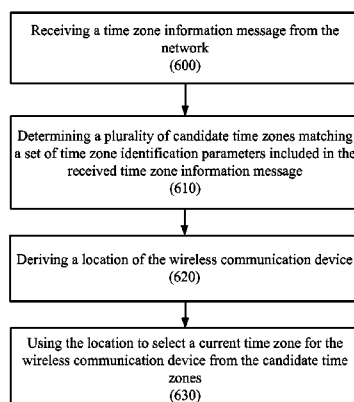 Receiving a time zone information message from the
network
(600)
Determining a plurality of candidate time zones matching
a set of time zone identification parameters included in the
received time zone information message
(610)
Deriving a location of the wireless communication device
(620)
Using the location to select a current time zone for the
wireless communication device from the candidate time
zones
(630)